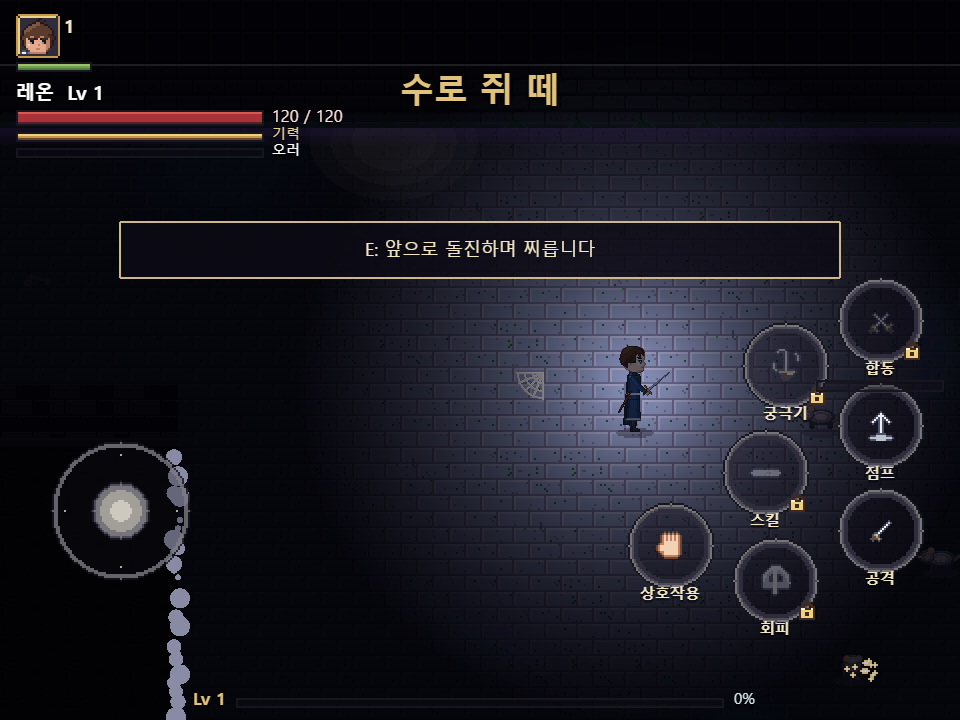 1
레온 Lv 1
수로 쥐 떼
120 / 120
기력
오러
E: 앞으로 돌진하며 찌릅니다
합동
궁극기
점프
스킬
상호작용
공격
회피
Lv 1
0%